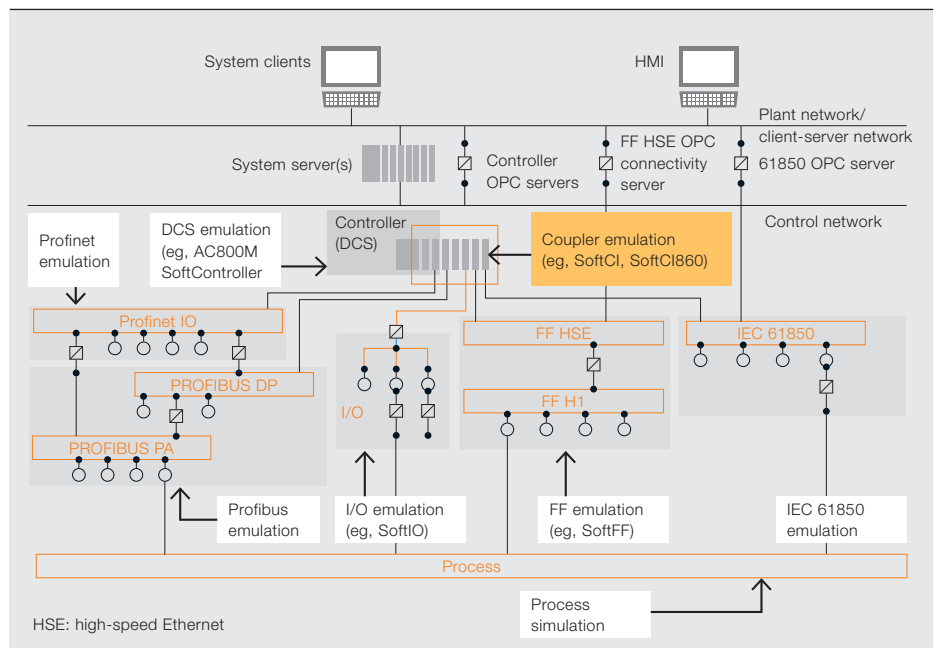 System clients
HMI
Plant network/
client-server network
System server(s)
Controller
OPC servers
FF HSE OPC
connectivity
server
61850 OPC server
Control network
Profinet
emulation
DCS emulation
(eg, AC800M
SoftController
Controller
(DCS)
Coupler emulation
(eg, SoftCI, SoftCI860)
Profinet IO
FF HSE
IEC 61850
PROFIBUS DP
I/O
FF H1
PROFIBUS PA
Profibus
emulation
I/O emulation
(eg, SoftIO)
FF emulation
(eg, SoftFF)
IEC 61850
emulation
Process
Process
simulation
HSE: high-speed Ethernet